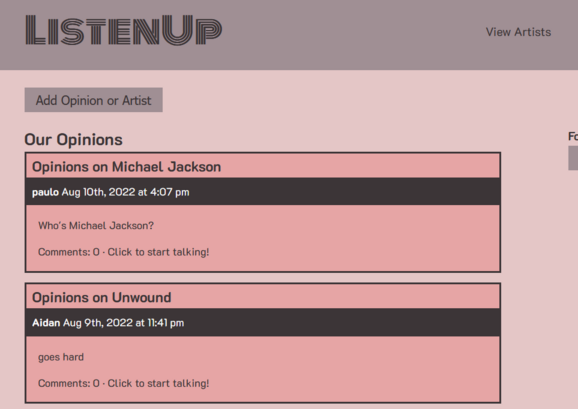 ListenUp
View Artists
Add Opinion or Artist
Our Opinions
Opinions on Michael Jackson
paulo Aug 10th, 2022 at 4:07 pm
Who's Michael Jackson?
Comments: 0 · Click to start talking!
Opinions on Unwound
Aidan Aug 9th, 2022 at 11:41 pm
goes hard
Comments: 0 · Click to start talking!